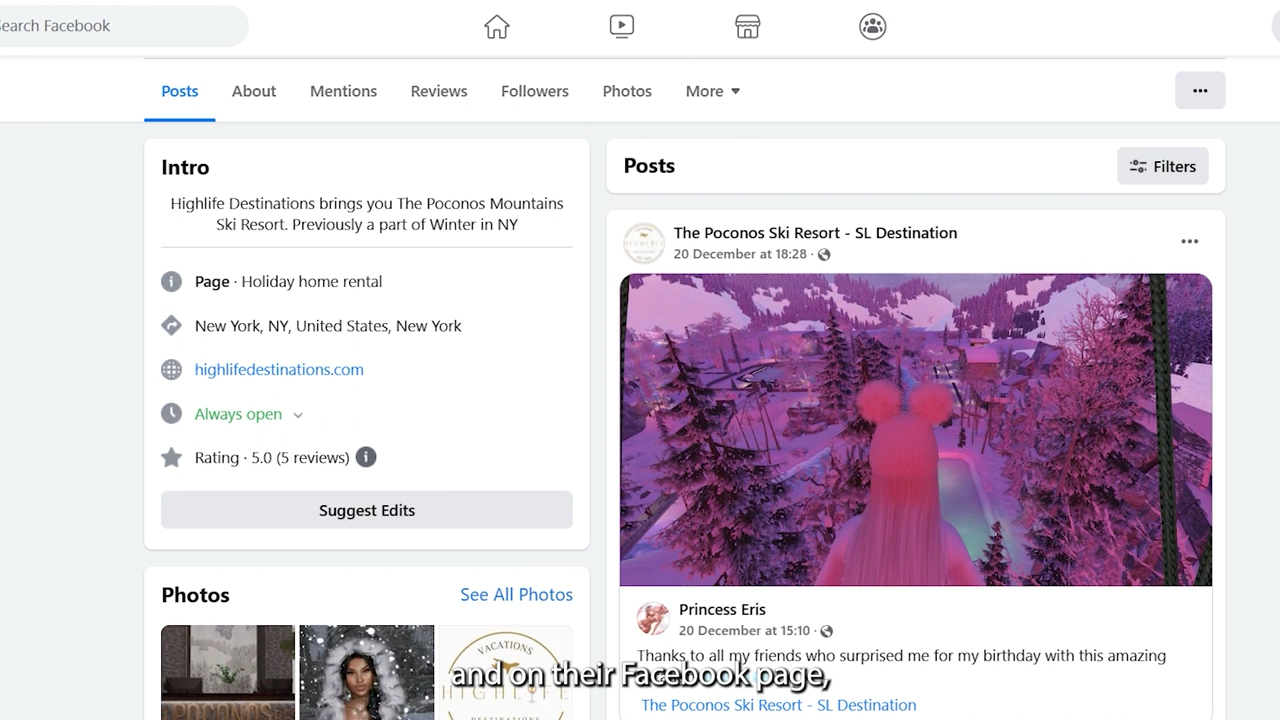 Search Facebook
Posts
About
Mentions
Reviews
Followers
Photos
More
Intro
Highlife Destinations brings you The Poconos Mountains
Ski Resort. Previously a part of Winter in NY
Page · Holiday home rental
New York, NY, United States, New York
highlifedestinations.com
Always open
Rating · 5.0 (5 reviews)
Suggest Edits
Photos
See All Photos
POCONOS
VACATIONS
HIGHLIFE
DESTINATIONS
Posts
Filters
The Poconos Ski Resort - SL Destination
20 December at 18:28 ·
Princess Eris
20 December at 15:10 ·
Thanks to all my friends who surprised me for my birthday with this amazing
The Poconos Ski Resort - SL Destination
and on their Facebook page,